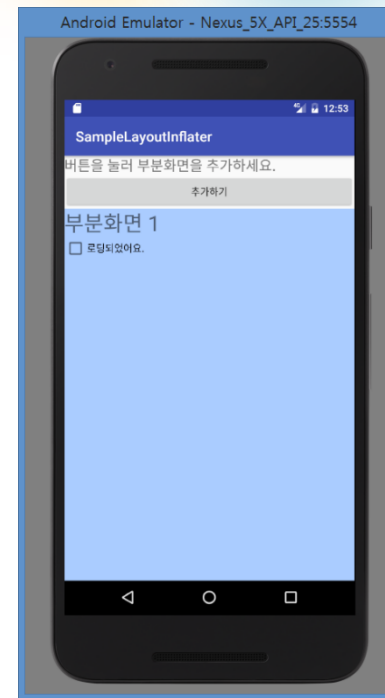 Android Emulator - Nexus_5X_API_25:5554
12:53
SampleLayoutInflater
버튼을 눌러 부분화면을 추가하세요.
추가하기
부분화면 1
로딩되었어요.